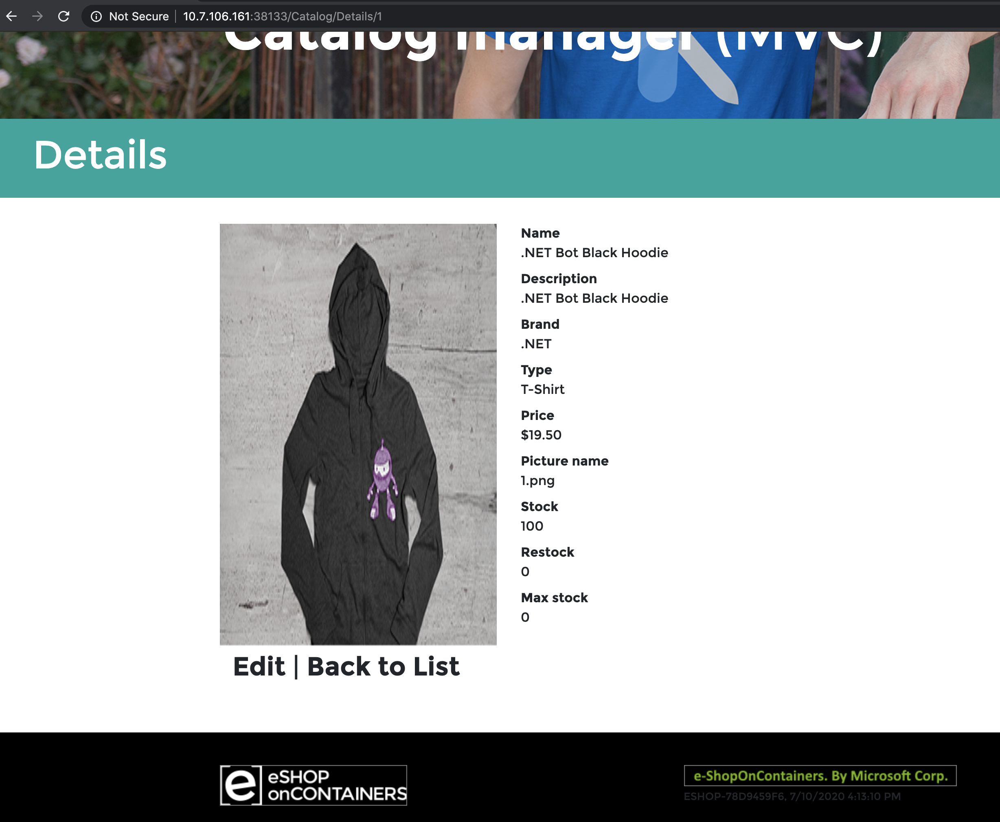 Not Secure | 10.7.106.161:38133/Catalog/Details/1
Catalog manager (MVC)
Details
Name
.NET Bot Black Hoodie
Description
.NET Bot Black Hoodie
Brand
.NET
Type
T-Shirt
Price
$19.50
Picture name
1.png
Stock
100
Restock
0
Max stock
0
Edit | Back to List
e eSHOP
onCONTAINERS
e-ShopOnContainers. By Microsoft Corp.
ESHOP-78D9459F6, 7/10/2020 4:13:10 PM